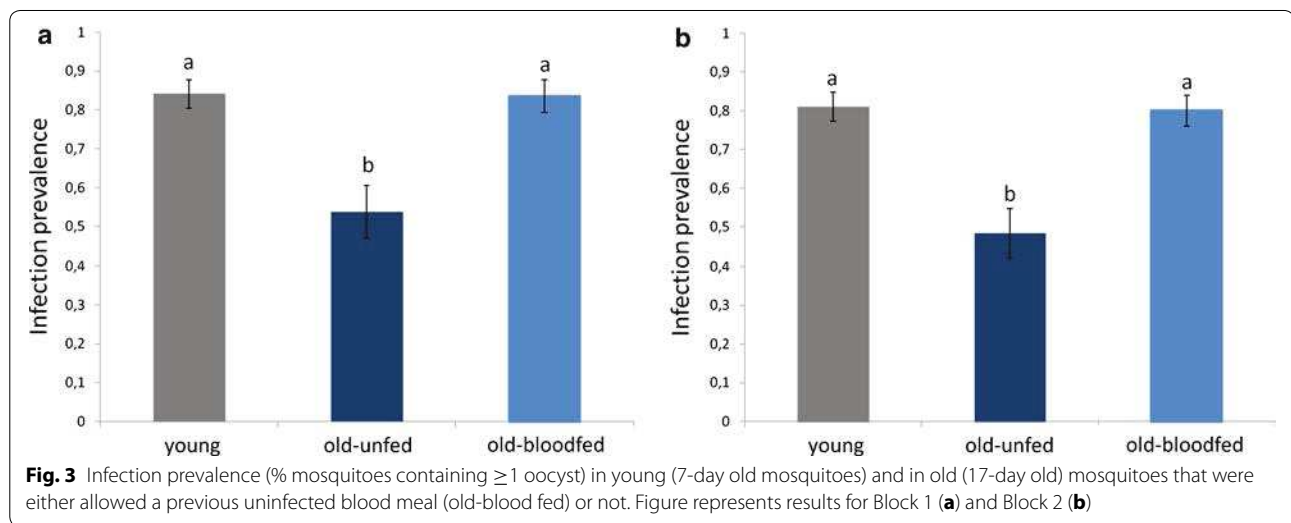 a
Infection prevalence
1
0,9
0,8
0,7
0,6
0,5
0,4
0,3
0,2
0,1
0
a
b
a
young
old-unfed
old-bloodfed
b
Infection prevalence
1
0,9
0,8
0,7
0,6
0,5
0,4
0,3
0,2
0,1
0
a
b
a
young
old-unfed
old-bloodfed
Fig. 3 Infection prevalence (% mosquitoes containing ≥1 oocyst) in young (7-day old mosquitoes) and in old (17-day old) mosquitoes that were
either allowed a previous uninfected blood meal (old-blood fed) or not. Figure represents results for Block 1 (a) and Block 2 (b)